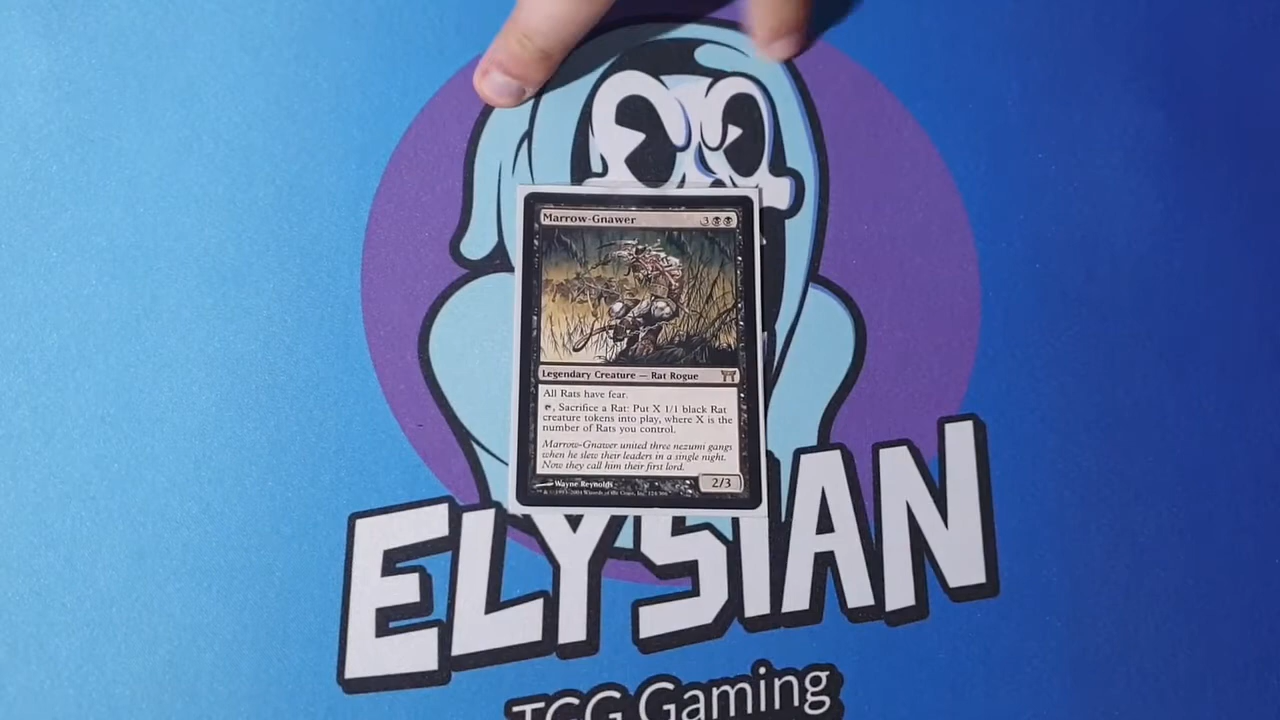 Marrow-Gnawer 3
Legendary Creature — Rat Rogue
All Rats have fear.
, Sacrifice a Rat: Put X 1/1 black Rat
creature tokens into play, where X is the
number of Rats you control.
Marrow-Gnawer united three nezumi gangs
when he slew their leaders in a single night.
Now they call him their first lord.
Wayne Reynolds
2/3
ELYSIAN
TCG Gaming